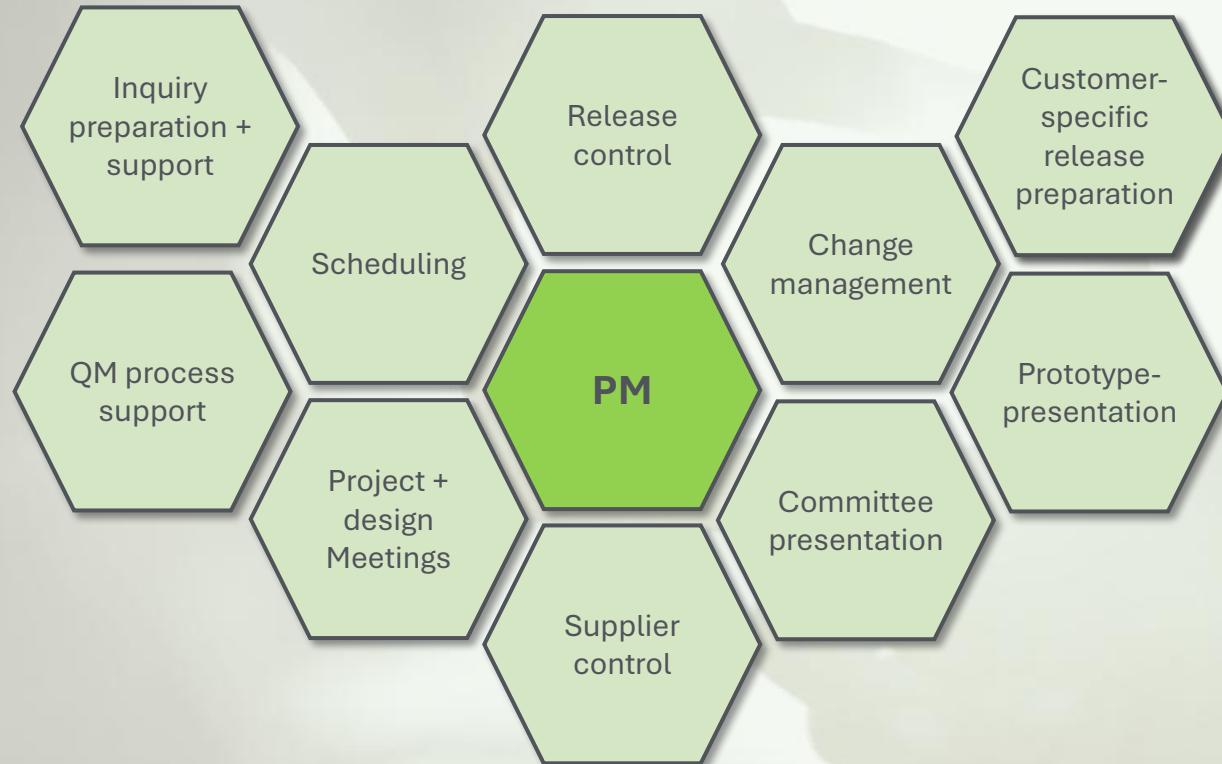 Inquiry
preparation +
support
Release
control
Customer-
specific
release
preparation
Scheduling
Change
management
QM process
support
PM
Prototype-
presentation
Project +
design
Meetings
Committee
presentation
Supplier
control